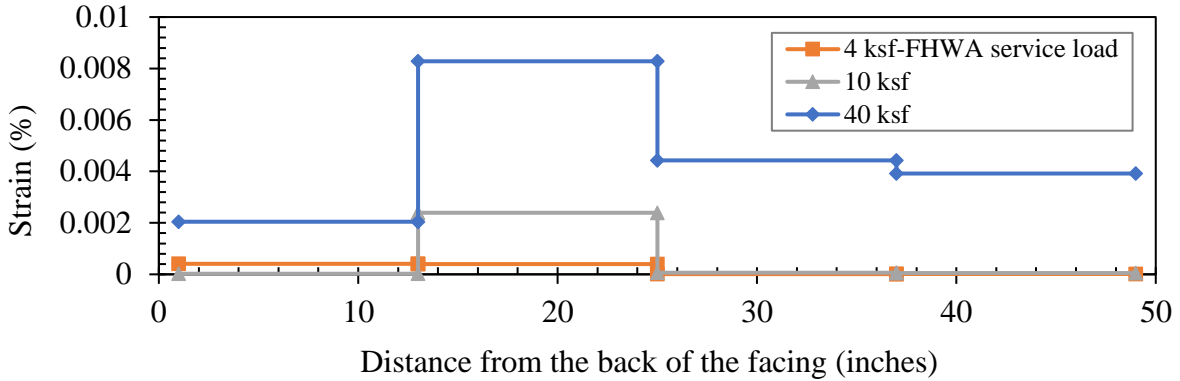 0.01
0.008
0.006
0.004
0.002
0
Strain (%)
4 ksf-FHWA service load
10 ksf
40 ksf
0 10 20 30 40 50
Distance from the back of the facing (inches)